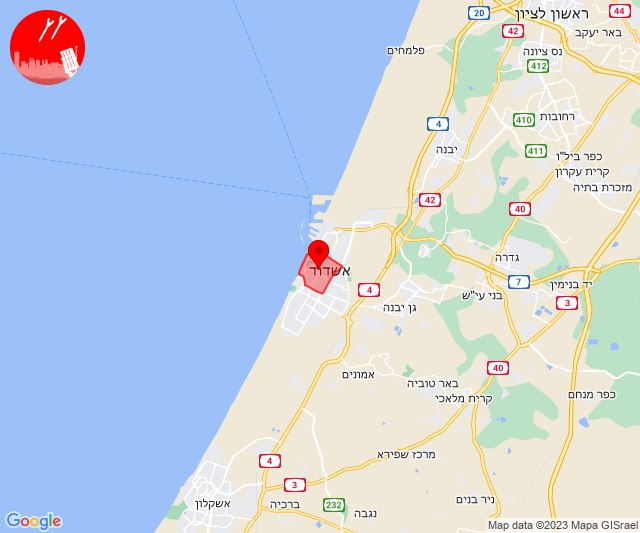 ראשון לציון
44
20
באר יעקב
42
פלמחים
נס ציונה
412
410
רחובות
4
יבנה
411
כפר ביל"ו
קרית עקרון
מזכרת בתיה
42
40
גדרה
אשדוד
7
4
בני עי"ש
יד בנימין
3
גן יבנה
40
אמונים
באר טוביה
קרית מלאכי
כפר מנחם
מרכז שפירא
4
3
אשקלון
ברכיה
232
נגבה
ניר בנים
Google
Map data ©2023 Mapa GISrael